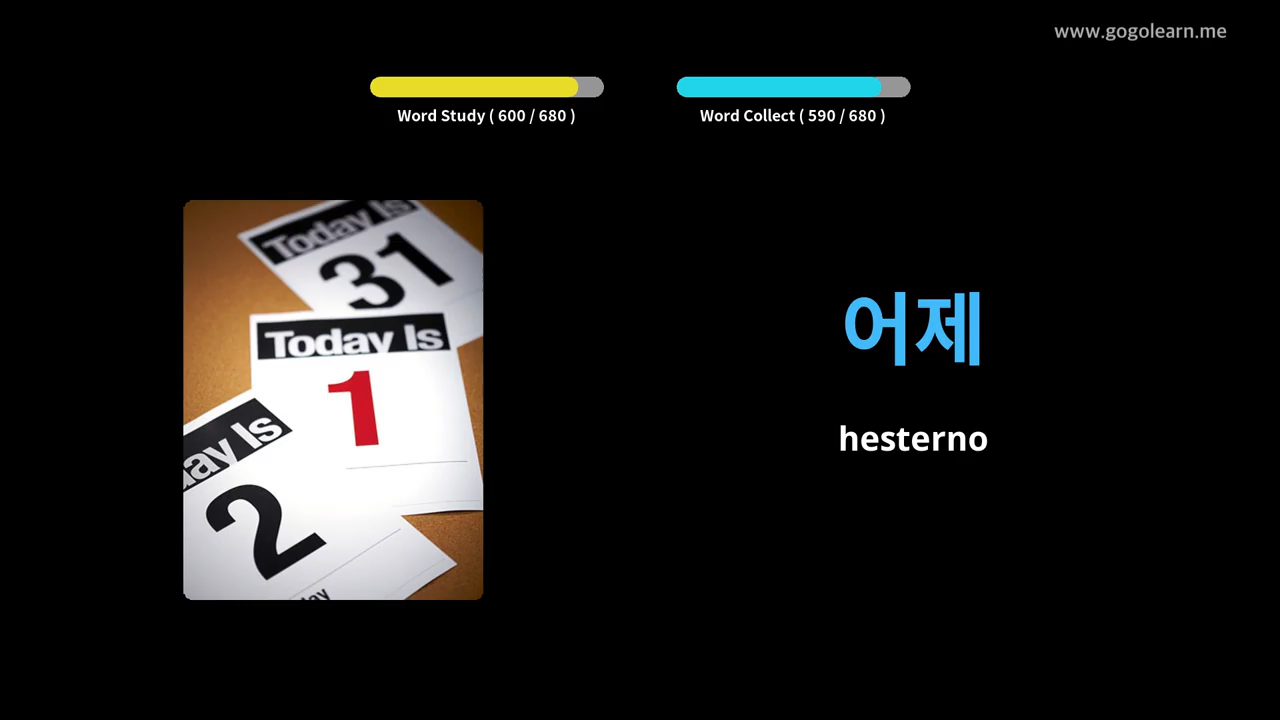 www.gogolearn.me
Word Study ( 600 / 680 )
Word Collect ( 590 / 680 )
Today Is
31
Today Is
1
ay Is
2
어제
hesterno